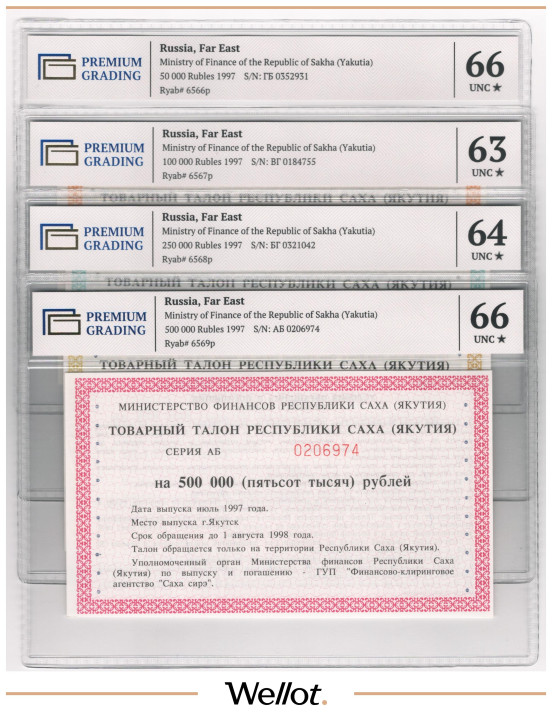 PREMIUM
GRADING
Russia, Far East
Ministry of Finance of the Republic of Sakha (Yakutia)
50 000 Rubles 1997 S/N: ГБ 0352931
Ryab# 6566p
66
UNC ★
PREMIUM
GRADING
Russia, Far East
Ministry of Finance of the Republic of Sakha (Yakutia)
100 000 Rubles 1997 S/N: ВГ 0184755
Ryab# 6567p
63
UNC ★
ТОВАРНЫЙ ТАЛОН РЕСПУБЛИКИ САХА (ЯКУТИЯ)
PREMIUM
GRADING
Russia, Far East
Ministry of Finance of the Republic of Sakha (Yakutia)
250 000 Rubles 1997 S/N: БГ 0321042
Ryab# 6568p
64
UNC ★
ТОВАРНЫЙ ТАЛОН РЕСПУБЛИКИ САХА (ЯКУТИЯ)
PREMIUM
GRADING
Russia, Far East
Ministry of Finance of the Republic of Sakha (Yakutia)
500 000 Rubles 1997 S/N: АБ 0206974
Ryab# 6569p
66
UNC ★
ТОВАРНЫЙ ТАЛОН РЕСПУБЛИКИ САХА (ЯКУТИЯ)
МИНИСТЕРСТВО ФИНАНСОВ РЕСПУБЛИКИ САХА (ЯКУТИЯ)
ТОВАРНЫЙ ТАЛОН РЕСПУБЛИКИ САХА (ЯКУТИЯ)
СЕРИЯ АБ 0206974
на 500 000 (пятьсот тысяч) рублей
Дата выпуска июль 1997 года.
Место выпуска г.Якутск
Срок обращения до 1 августа 1998 года.
Талон обращается только на территории Республики Саха (Якутия).
Уполномоченный орган Министерства финансов Республики Саха
(Якутия) по выпуску и погашению - ГУП "Финансово-клиринговое
агентство "Саха сирэ".
Wellot.